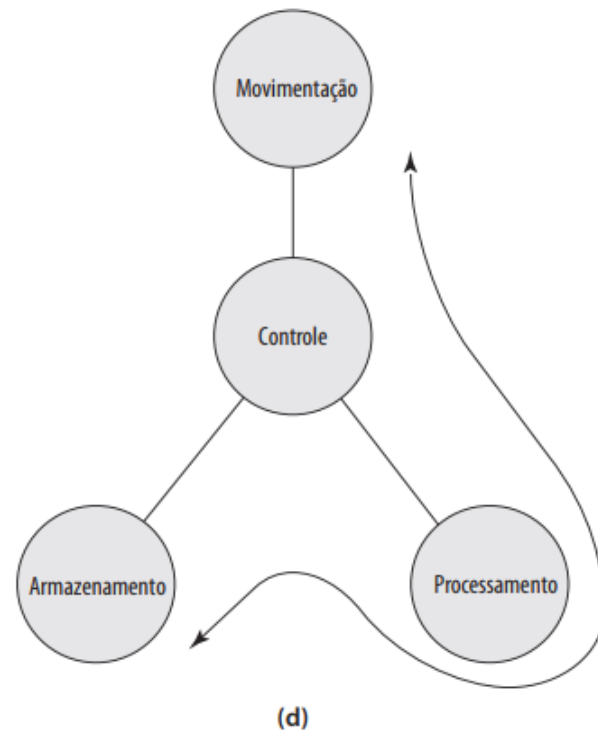 Movimentação
Controle
Armazenamento
Processamento
(d)